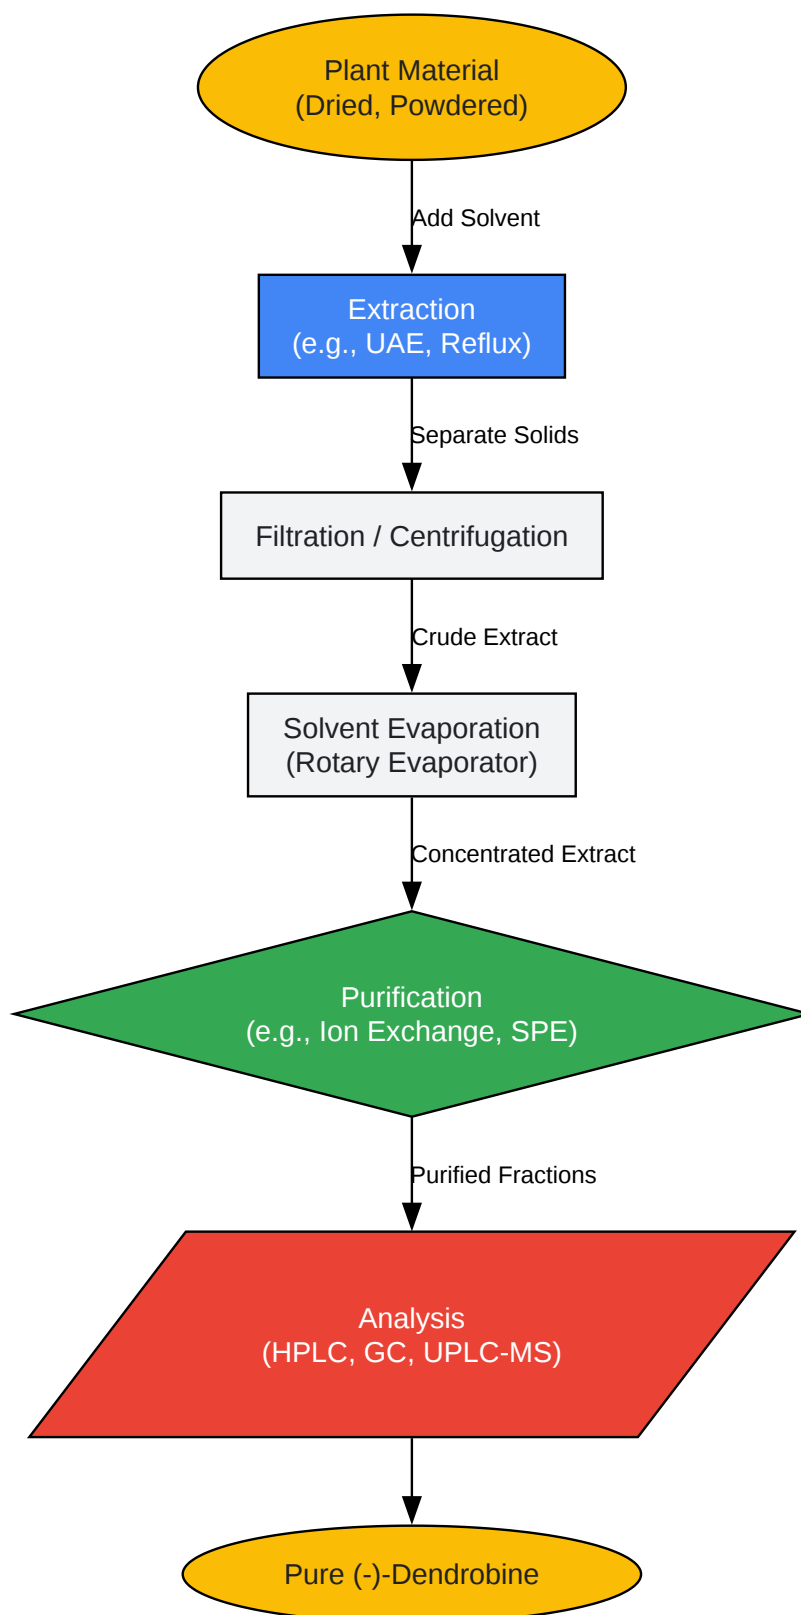 Plant Material
(Dried, Powdered)
Add Solvent
Extraction
(e.g., UAE, Reflux)
Separate Solids
Filtration / Centrifugation
Crude Extract
Solvent Evaporation
(Rotary Evaporator)
Concentrated Extract
Purification
(e.g., Ion Exchange, SPE)
Purified Fractions
Analysis
(HPLC, GC, UPLC-MS)
Pure (-)-Dendrobine